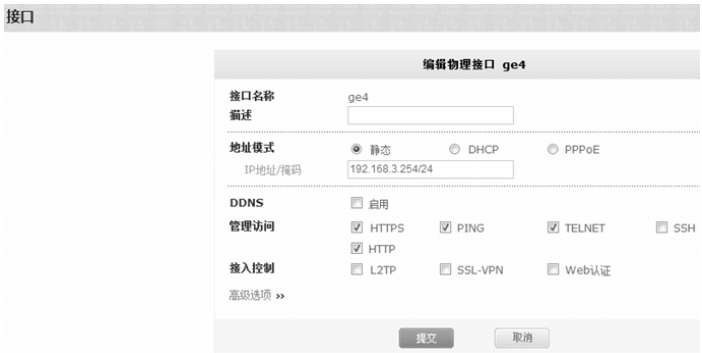 接口
编辑物理接口 ge4
接口名称 ge4
描述
地址模式 静态 DHCP PPPoE
IP地址/掩码 192.168.3.254/24
DDNS 启用
管理访问 HTTPS PING TELNET SSH
HTTP
接入控制 L2TP SSL-VPN Web认证
高级选项 »
提交 取消